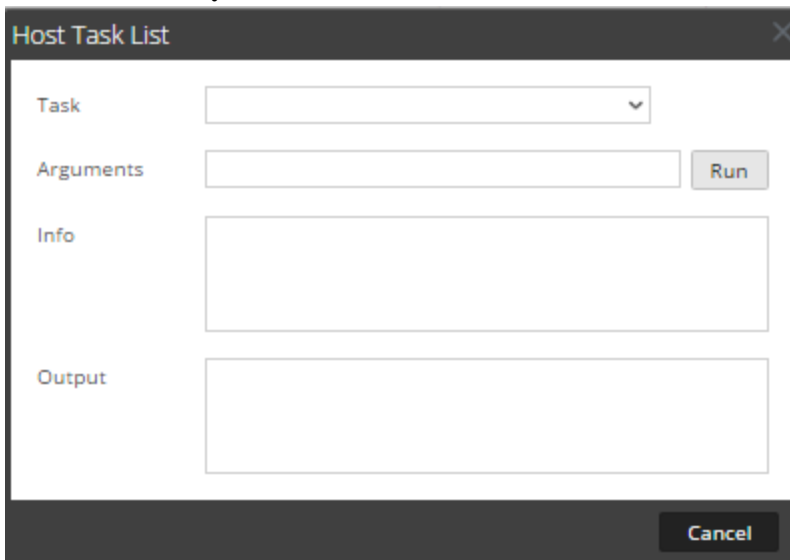 Host Task List
Task
Arguments
Run
Info
Output
Cancel